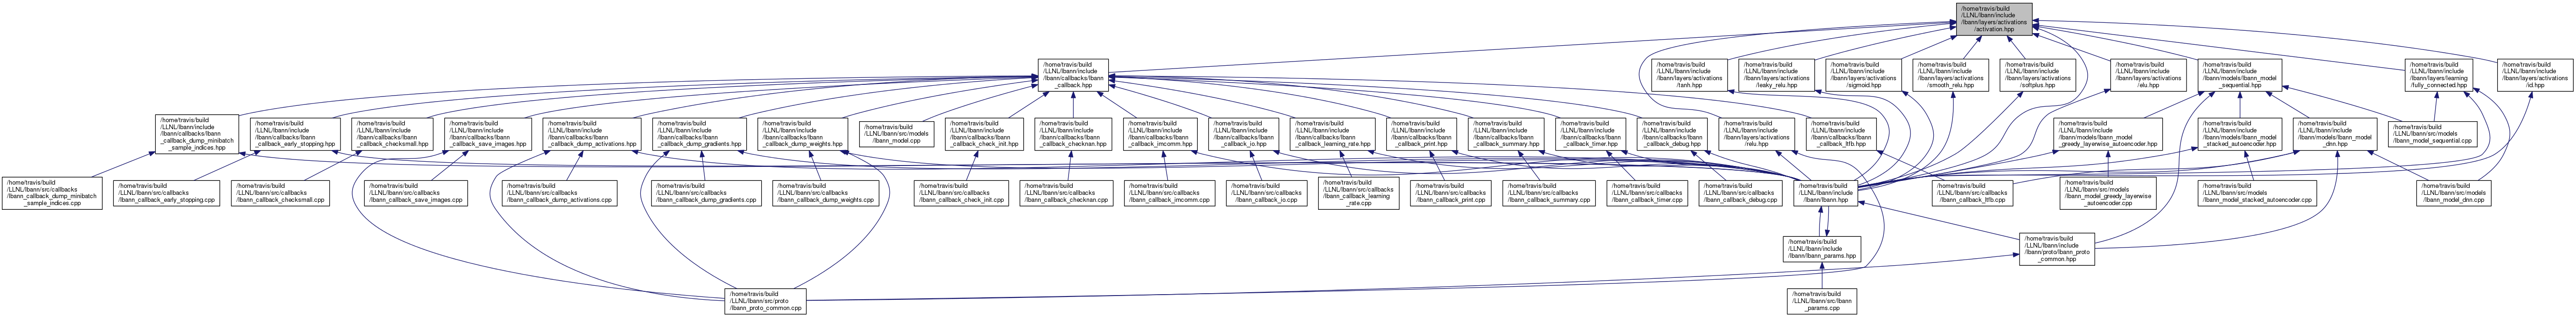 /home/travis/build
/LLNL/lbann/include
/lbann/layers/activations
/activation.hpp
/home/travis/build
/LLNL/lbann/include
/lbann/callbacks/lbann
_callback.hpp
/home/travis/build
/LLNL/lbann/include
/lbann/layers/activations
/tanh.hpp
/home/travis/build
/LLNL/lbann/include
/lbann/layers/activations
/leaky_relu.hpp
/home/travis/build
/LLNL/lbann/include
/lbann/layers/activations
/sigmoid.hpp
/home/travis/build
/LLNL/lbann/include
/lbann/layers/activations
/smooth_relu.hpp
/home/travis/build
/LLNL/lbann/include
/lbann/layers/activations
/softplus.hpp
/home/travis/build
/LLNL/lbann/include
/lbann/layers/activations
/elu.hpp
/home/travis/build
/LLNL/lbann/include
/lbann/models/lbann_model
_sequential.hpp
/home/travis/build
/LLNL/lbann/include
/lbann/layers/learning
/fully_connected.hpp
/home/travis/build
/LLNL/lbann/include
/lbann/layers/activations
/id.hpp
/home/travis/build
/LLNL/lbann/include
/lbann/callbacks/lbann
_callback_dump_minibatch
_sample_indices.hpp
/home/travis/build
/LLNL/lbann/include
/lbann/callbacks/lbann
_callback_early_stopping.hpp
/home/travis/build
/LLNL/lbann/include
/lbann/callbacks/lbann
_callback_checksmall.hpp
/home/travis/build
/LLNL/lbann/include
/lbann/callbacks/lbann
_callback_save_images.hpp
/home/travis/build
/LLNL/lbann/include
/lbann/callbacks/lbann
_callback_dump_activations.hpp
/home/travis/build
/LLNL/lbann/include
/lbann/callbacks/lbann
_callback_dump_gradients.hpp
/home/travis/build
/LLNL/lbann/include
/lbann/callbacks/lbann
_callback_dump_weights.hpp
/home/travis/build
/LLNL/lbann/src/models
/lbann_model.cpp
/home/travis/build
/LLNL/lbann/include
/lbann/callbacks/lbann
_callback_check_init.hpp
/home/travis/build
/LLNL/lbann/include
/lbann/callbacks/lbann
_callback_checknan.hpp
/home/travis/build
/LLNL/lbann/include
/lbann/callbacks/lbann
_callback_imcomm.hpp
/home/travis/build
/LLNL/lbann/include
/lbann/callbacks/lbann
_callback_io.hpp
/home/travis/build
/LLNL/lbann/include
/lbann/callbacks/lbann
_callback_learning_rate.hpp
/home/travis/build
/LLNL/lbann/include
/lbann/callbacks/lbann
_callback_print.hpp
/home/travis/build
/LLNL/lbann/include
/lbann/callbacks/lbann
_callback_summary.hpp
/home/travis/build
/LLNL/lbann/include
/lbann/callbacks/lbann
_callback_timer.hpp
/home/travis/build
/LLNL/lbann/include
/lbann/callbacks/lbann
_callback_debug.hpp
/home/travis/build
/LLNL/lbann/include
/lbann/layers/activations
/relu.hpp
/home/travis/build
/LLNL/lbann/include
/lbann/callbacks/lbann
_callback_ltfb.hpp
/home/travis/build
/LLNL/lbann/include
/lbann/models/lbann_model
_greedy_layerwise_autoencoder.hpp
/home/travis/build
/LLNL/lbann/include
/lbann/models/lbann_model
_stacked_autoencoder.hpp
/home/travis/build
/LLNL/lbann/include
/lbann/models/lbann_model
_dnn.hpp
/home/travis/build
/LLNL/lbann/src/models
/lbann_model_sequential.cpp
/home/travis/build
/LLNL/lbann/src/callbacks
/lbann_callback_dump_minibatch
_sample_indices.cpp
/home/travis/build
/LLNL/lbann/src/callbacks
/lbann_callback_early_stopping.cpp
/home/travis/build
/LLNL/lbann/src/callbacks
/lbann_callback_checksmall.cpp
/home/travis/build
/LLNL/lbann/src/callbacks
/lbann_callback_save_images.cpp
/home/travis/build
/LLNL/lbann/src/callbacks
/lbann_callback_dump_activations.cpp
/home/travis/build
/LLNL/lbann/src/callbacks
/lbann_callback_dump_gradients.cpp
/home/travis/build
/LLNL/lbann/src/callbacks
/lbann_callback_dump_weights.cpp
/home/travis/build
/LLNL/lbann/src/callbacks
/lbann_callback_check_init.cpp
/home/travis/build
/LLNL/lbann/src/callbacks
/lbann_callback_checknan.cpp
/home/travis/build
/LLNL/lbann/src/callbacks
/lbann_callback_imcomm.cpp
/home/travis/build
/LLNL/lbann/src/callbacks
/lbann_callback_io.cpp
/home/travis/build
/LLNL/lbann/src/callbacks
/lbann_callback_learning
_rate.cpp
/home/travis/build
/LLNL/lbann/src/callbacks
/lbann_callback_print.cpp
/home/travis/build
/LLNL/lbann/src/callbacks
/lbann_callback_summary.cpp
/home/travis/build
/LLNL/lbann/src/callbacks
/lbann_callback_timer.cpp
/home/travis/build
/LLNL/lbann/src/callbacks
/lbann_callback_debug.cpp
/home/travis/build
/LLNL/lbann/include
/lbann/lbann.hpp
/home/travis/build
/LLNL/lbann/src/callbacks
/lbann_callback_ltfb.cpp
/home/travis/build
/LLNL/lbann/src/models
/lbann_model_greedy_layerwise
_autoencoder.cpp
/home/travis/build
/LLNL/lbann/src/models
/lbann_model_stacked_autoencoder.cpp
/home/travis/build
/LLNL/lbann/src/models
/lbann_model_dnn.cpp
/home/travis/build
/LLNL/lbann/include
/lbann/lbann_params.hpp
/home/travis/build
/LLNL/lbann/include
/lbann/proto/lbann_proto
_common.hpp
/home/travis/build
/LLNL/lbann/src/proto
/lbann_proto_common.cpp
/home/travis/build
/LLNL/lbann/src/lbann
_params.cpp